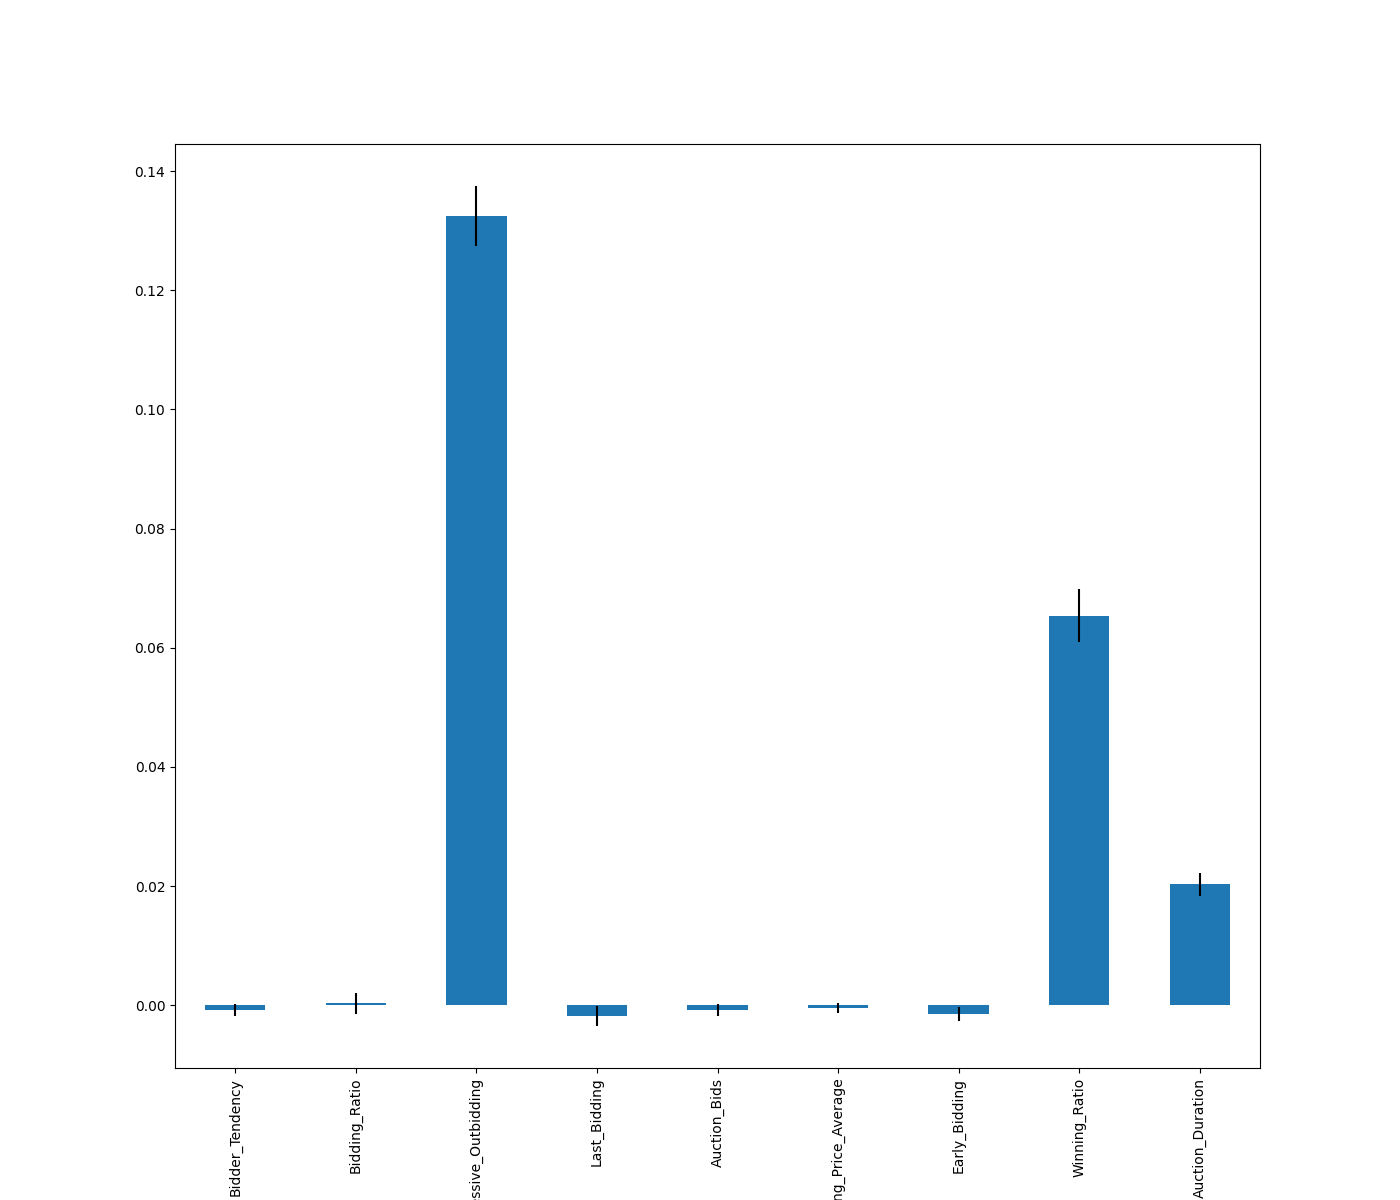 0.14
0.12
0.10
0.08
0.06
0.04
0.02
0.00
Bidder_Tendency
Bidding_Ratio
ssive_Outbidding
Last_Bidding
Auction_Bids
ng_Price_Average
Early_Bidding
Winning_Ratio
Auction_Duration